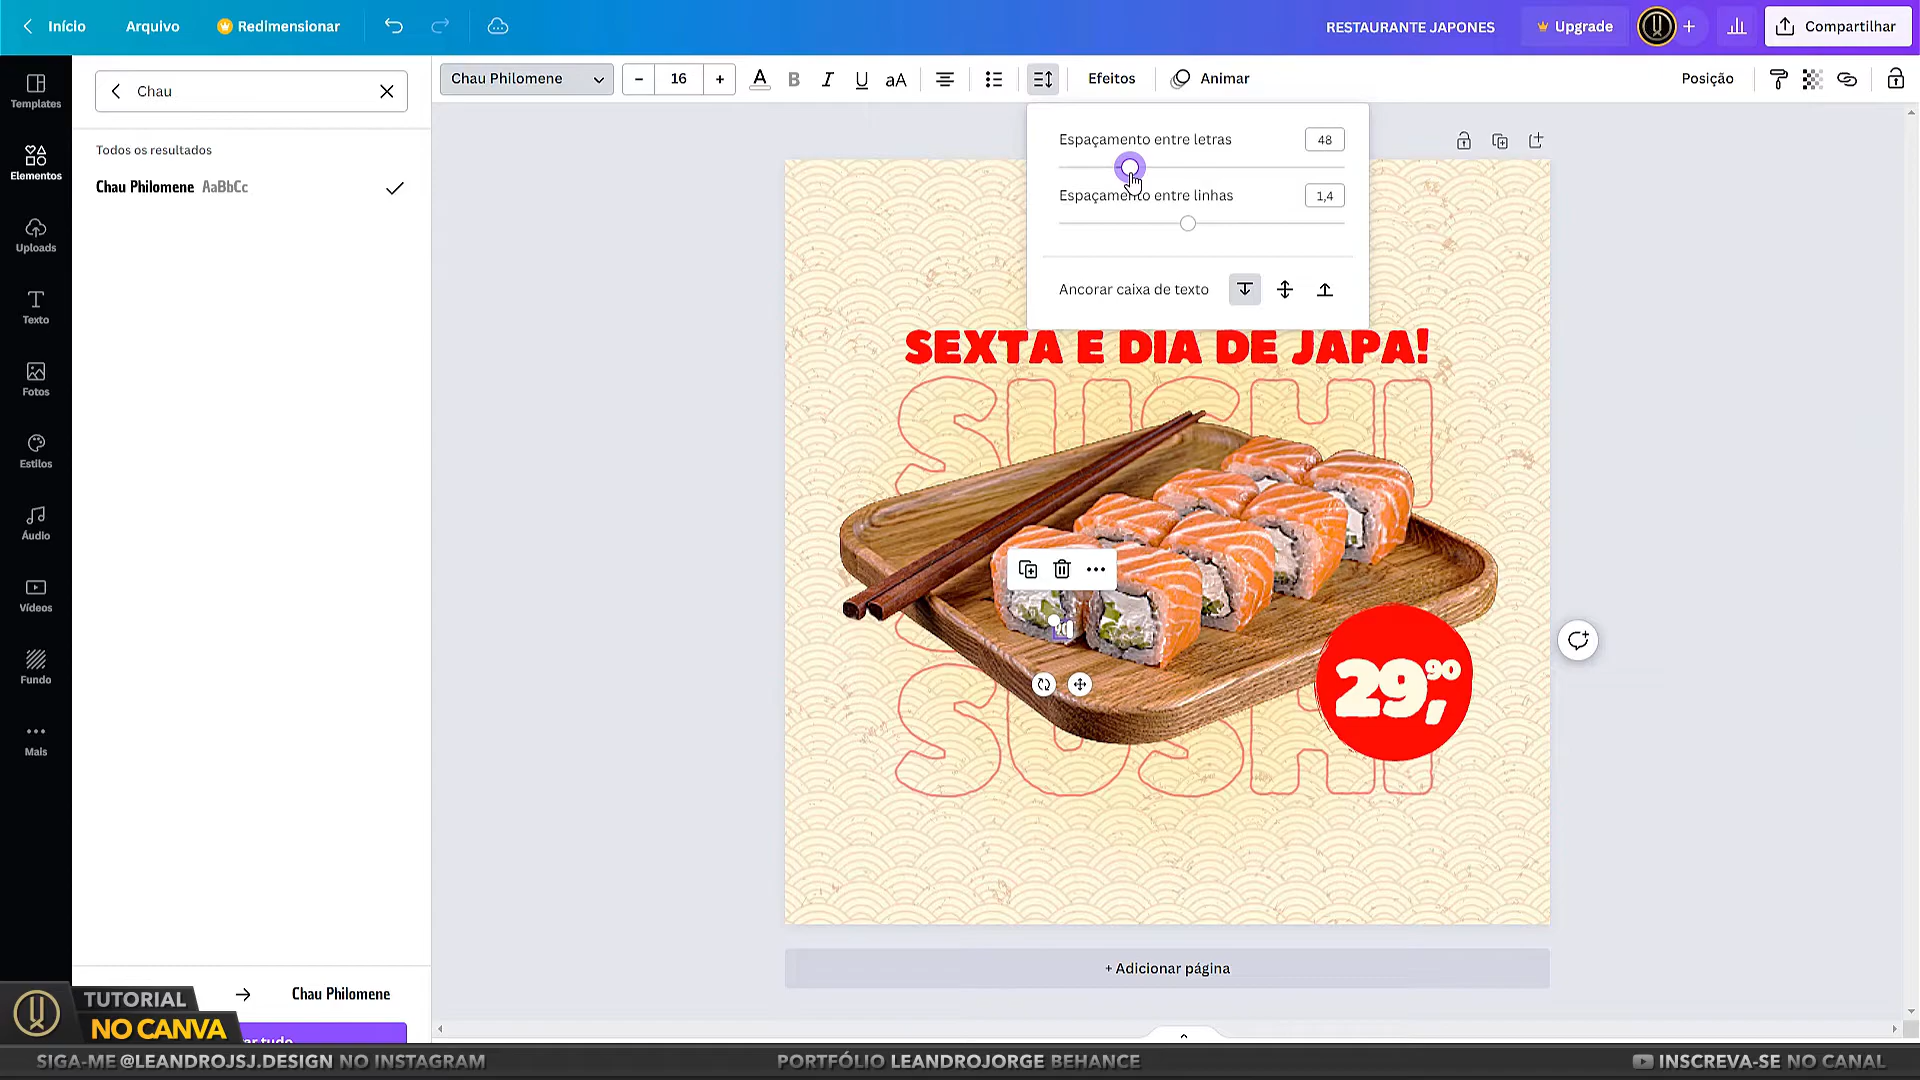 Início
Arquivo
Redimensionar
RESTAURANTE JAPONES
Upgrade
Compartilhar
Chau Philomene
16
B
I
U
aA
Efeitos
Animar
Posição
Templates
Elementos
Uploads
Texto
Fotos
Estilos
Áudio
Vídeos
Fundo
Mais
Chau
Todos os resultados
Chau Philomene AaBbCc
Chau Philomene
Espaçamento entre letras 48
Espaçamento entre linhas 1,4
Ancorar caixa de texto
SEXTA E DIA DE JAPA!
SUSHI
29,90
SUSHI
+ Adicionar página
TUTORIAL
NO CANVA
SIGA-ME @LEANDROJSJ.DESIGN NO INSTAGRAM
PORTFÓLIO LEANDROJORGE BEHANCE
INSCREVA-SE NO CANAL